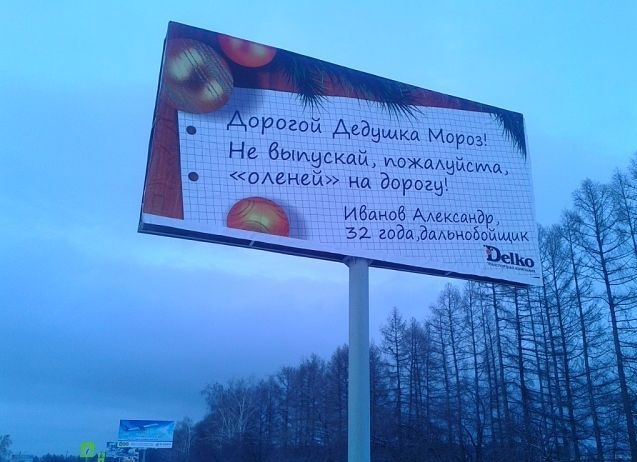 Дорогой Дедушка Мороз!
Не выпускай, пожалуйста,
«оленей» на дорогу!
Иванов Александр,
32 года, дальнобойщик
Delko